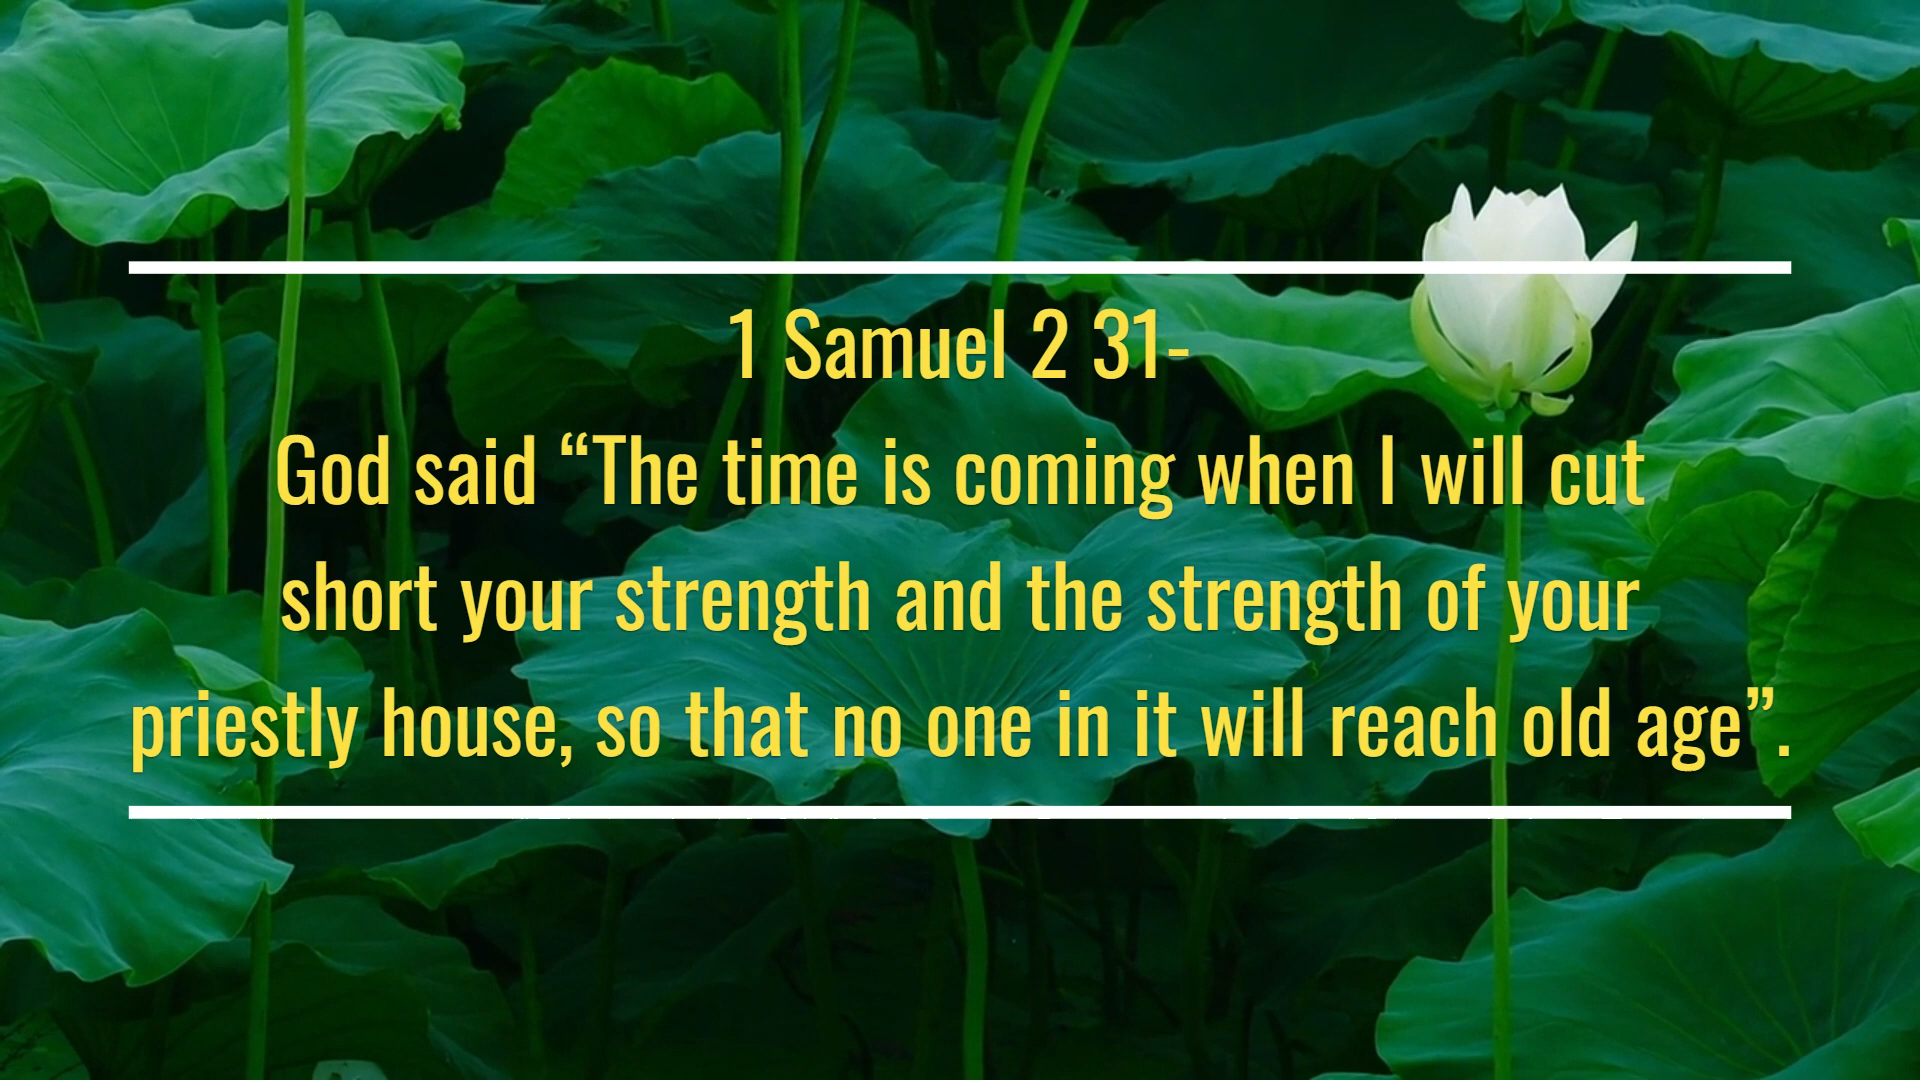 1 Samuel 2 31-
God said “The time is coming when I will cut
short your strength and the strength of your
priestly house, so that no one in it will reach old age”.